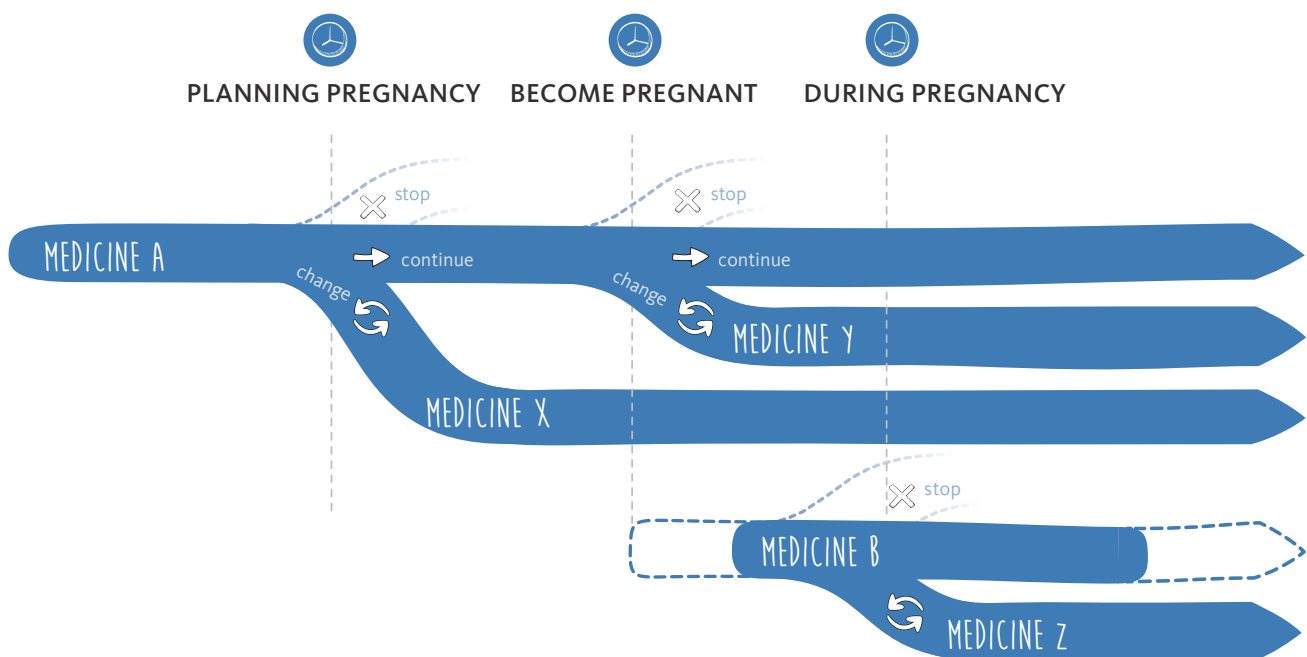 PLANNING PREGNANCY
BECOME PREGNANT
DURING PREGNANCY
stop
stop
MEDICINE A
continue
continue
change
change
MEDICINE Y
MEDICINE X
stop
MEDICINE B
MEDICINE Z